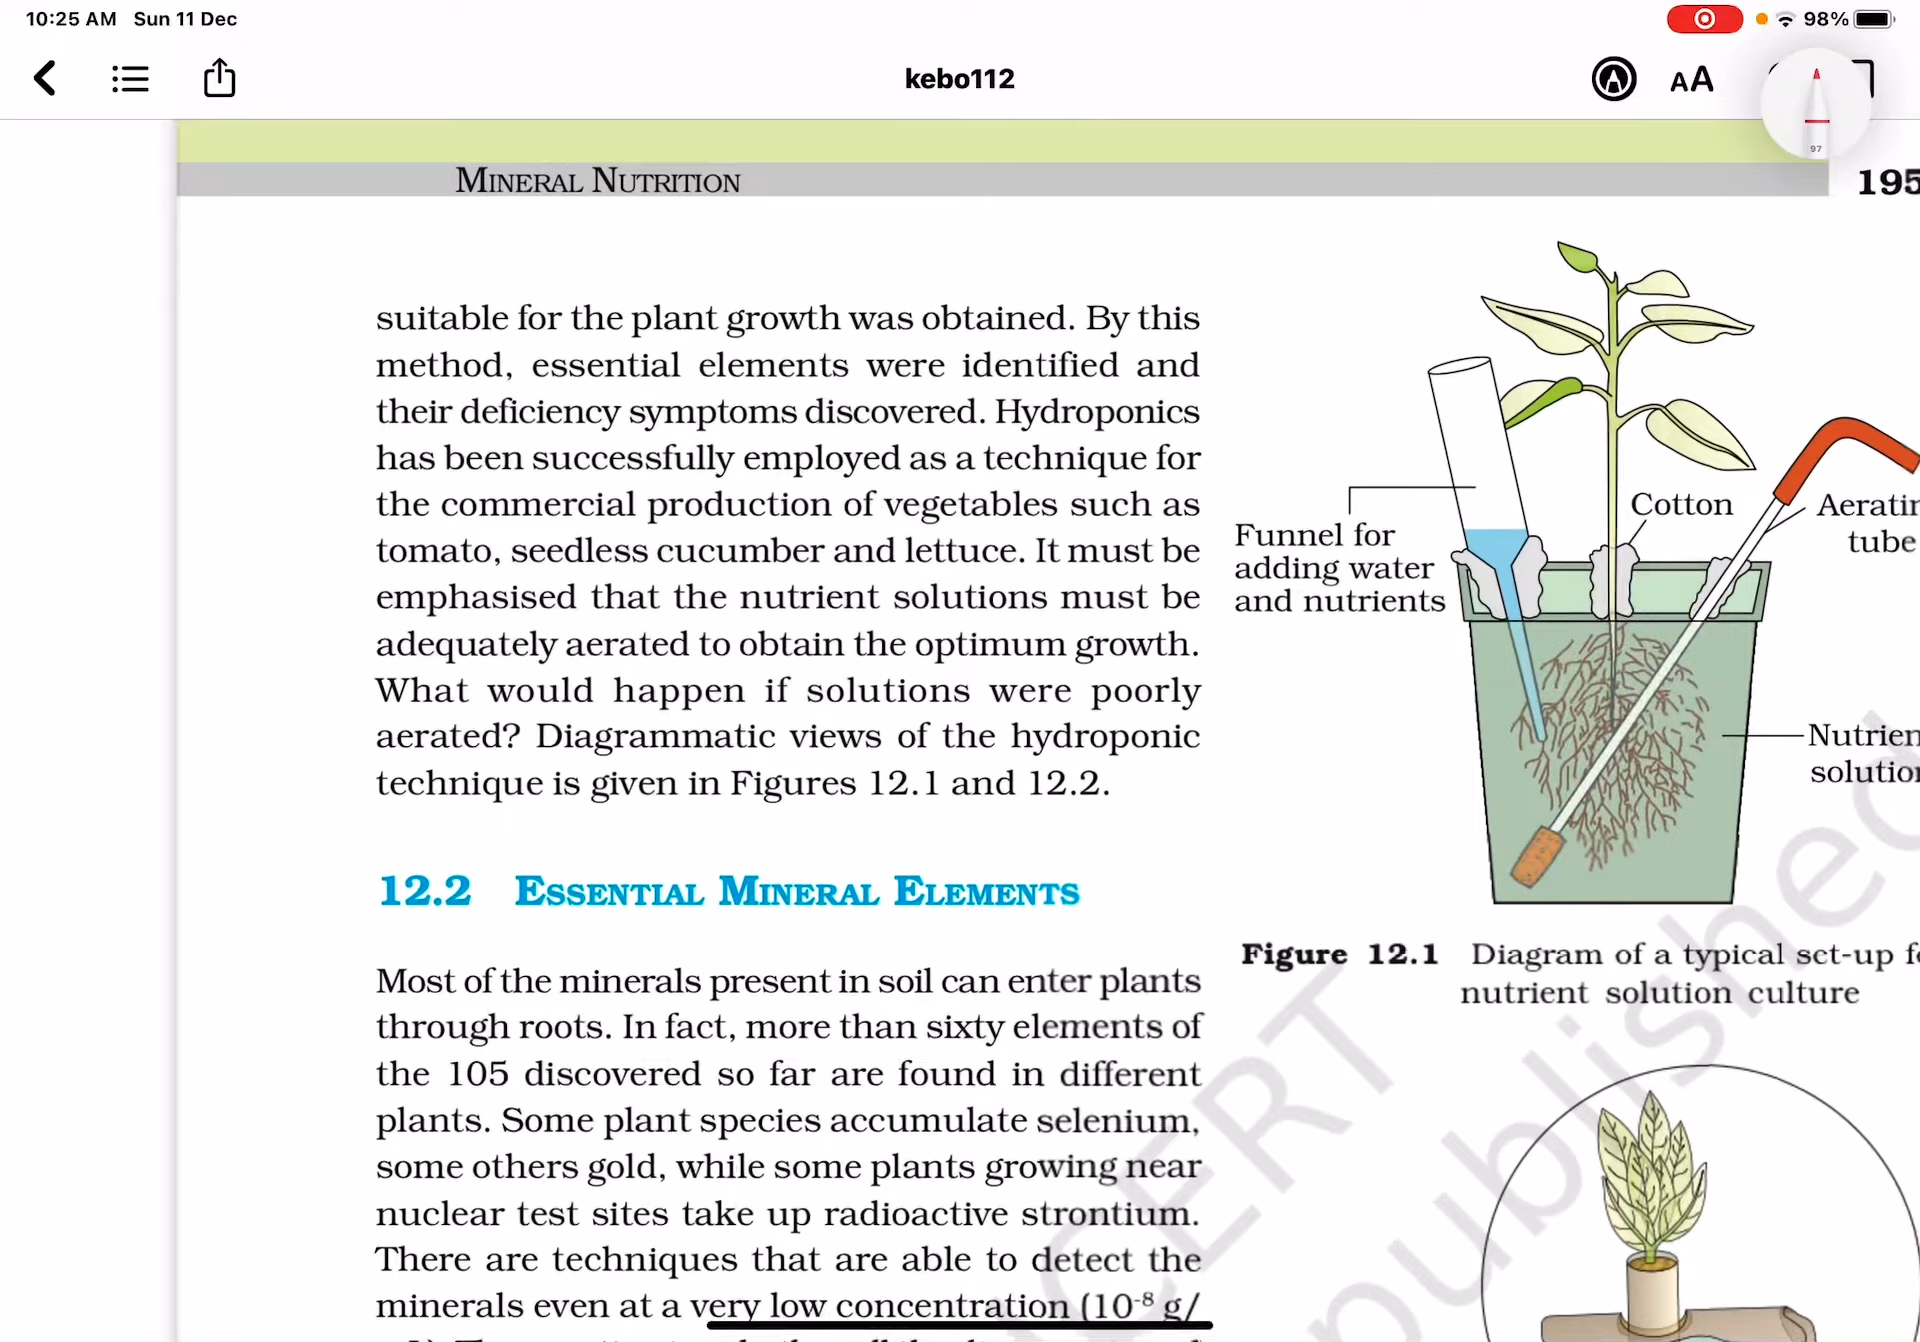 10:25 AM Sun 11 Dec
98%
kebo112
AA
97
MINERAL NUTRITION
195
suitable for the plant growth was obtained. By this
method, essential elements were identified and
their deficiency symptoms discovered. Hydroponics
has been successfully employed as a technique for
the commercial production of vegetables such as
tomato, seedless cucumber and lettuce. It must be
emphasised that the nutrient solutions must be
adequately aerated to obtain the optimum growth.
What would happen if solutions were poorly
aerated? Diagrammatic views of the hydroponic
technique is given in Figures 12.1 and 12.2.
12.2 ESSENTIAL MINERAL ELEMENTS
Most of the minerals present in soil can enter plants
through roots. In fact, more than sixty elements of
the 105 discovered so far are found in different
plants. Some plant species accumulate selenium,
some others gold, while some plants growing near
nuclear test sites take up radioactive strontium.
There are techniques that are able to detect the
minerals even at a very low concentration (10⁻⁸ g/
Funnel for
adding water
and nutrients
Cotton
Aeratin
tube
Nutrien
solution
Figure 12.1 Diagram of a typical set-up fo
nutrient solution culture
CERT
published